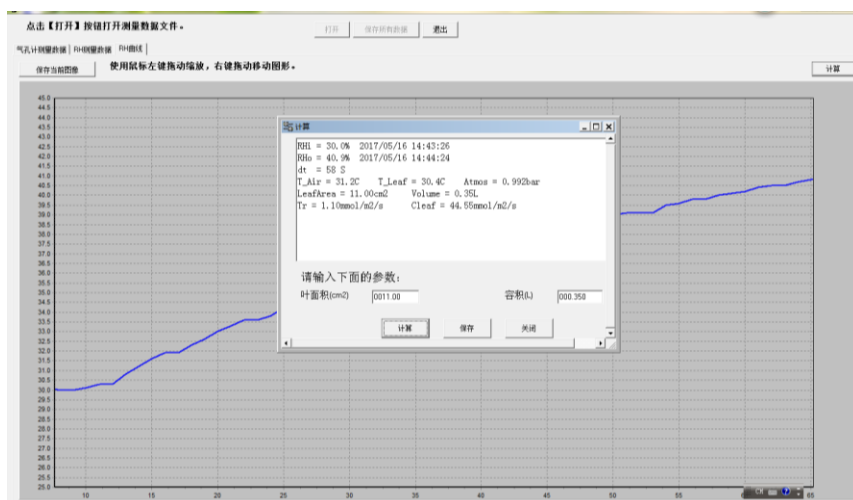 点击【打开】按钮打开测量数据文件。
打开 保存所有数据 退出
气孔计测量数据 RH测量数据 RH曲线
保存当前图像 使用鼠标左键拖动缩放，右键拖动移动图形。 计算
计算
RHi = 30.0% 2017/05/16 14:43:26
RHo = 40.9% 2017/05/16 14:44:24
dt = 58 S
T_Air = 31.2C T_Leaf = 30.4C Atmos = 0.992bar
LeafArea = 11.00cm2 Volume = 0.35L
Tr = 1.10mmol/m2/s Cleaf = 44.55mmol/m2/s
请输入下面的参数：
叶面积(cm2) 0011.00 容积(L) 000.358
计算 保存 关闭
45.0
44.5
44.0
43.5
43.0
42.5
42.0
41.5
41.0
40.5
40.0
39.5
39.0
38.5
38.0
37.5
37.0
36.5
36.0
35.5
35.0
34.5
34.0
33.5
33.0
32.5
32.0
31.5
31.0
30.5
30.0
29.5
29.0
28.5
28.0
27.5
27.0
26.5
26.0
25.5
25.0
10 15 20 25 30 35 40 45 50 55 65